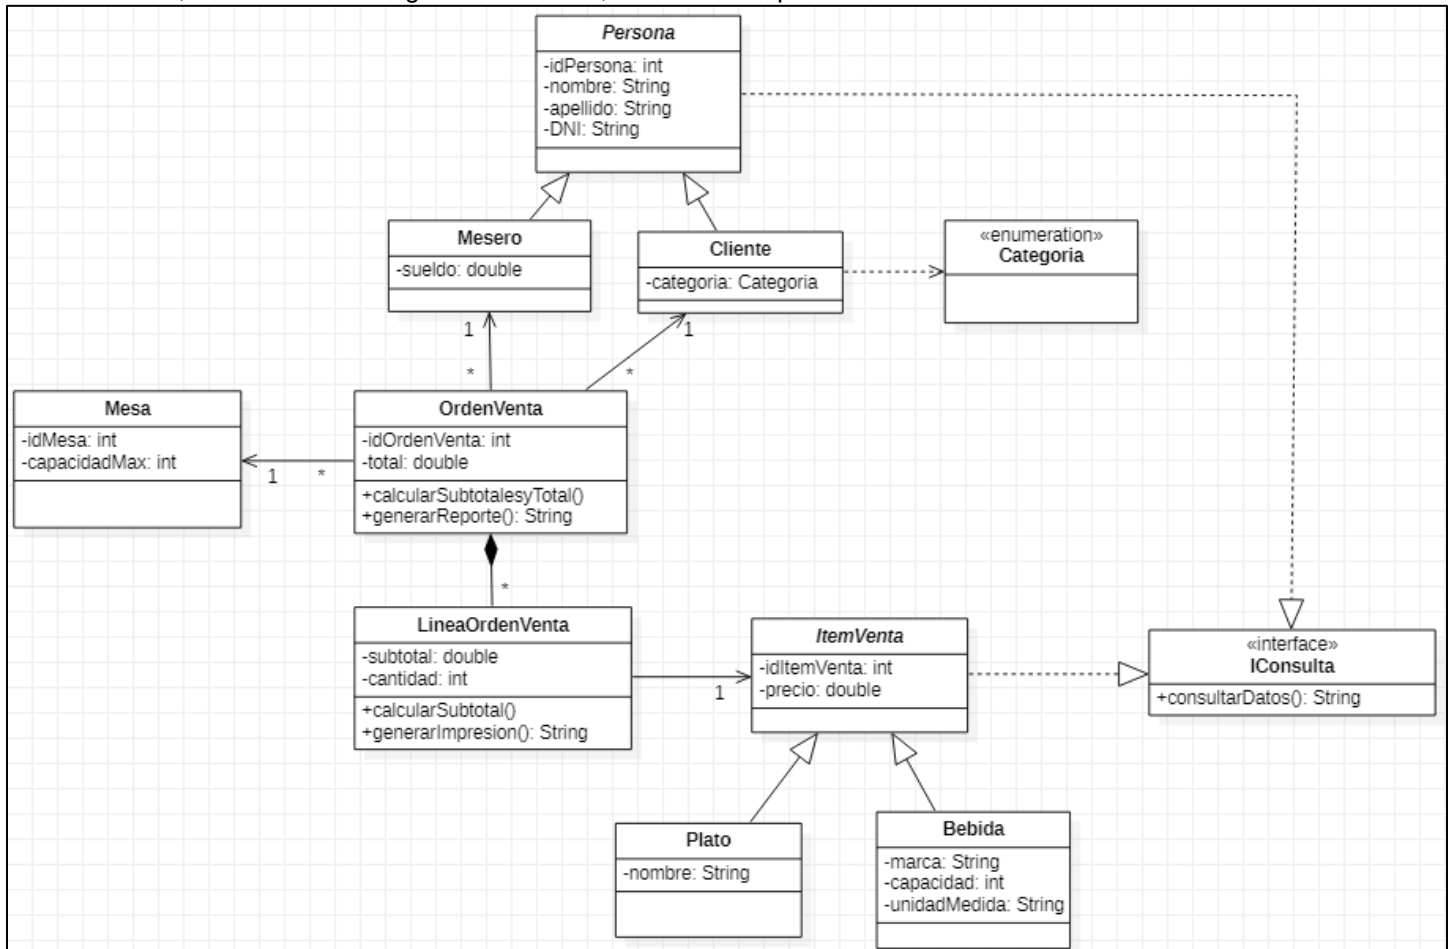 Persona
-idPersona: int
-nombre: String
-apellido: String
-DNI: String
Mesero
-sueldo: double
Cliente
-categoria: Categoria
«enumeration»
Categoria
1
*
1
*
Mesa
-idMesa: int
-capacidadMax: int
1
*
OrdenVenta
-idOrdenVenta: int
-total: double
+calcularSubtotalesyTotal()
+generarReporte(): String
*
LineaOrdenVenta
-subtotal: double
-cantidad: int
+calcularSubtotal()
+generarImpresion(): String
1
ItemVenta
-idItemVenta: int
-precio: double
«interface»
IConsulta
+consultarDatos(): String
Plato
-nombre: String
Bebida
-marca: String
-capacidad: int
-unidadMedida: String